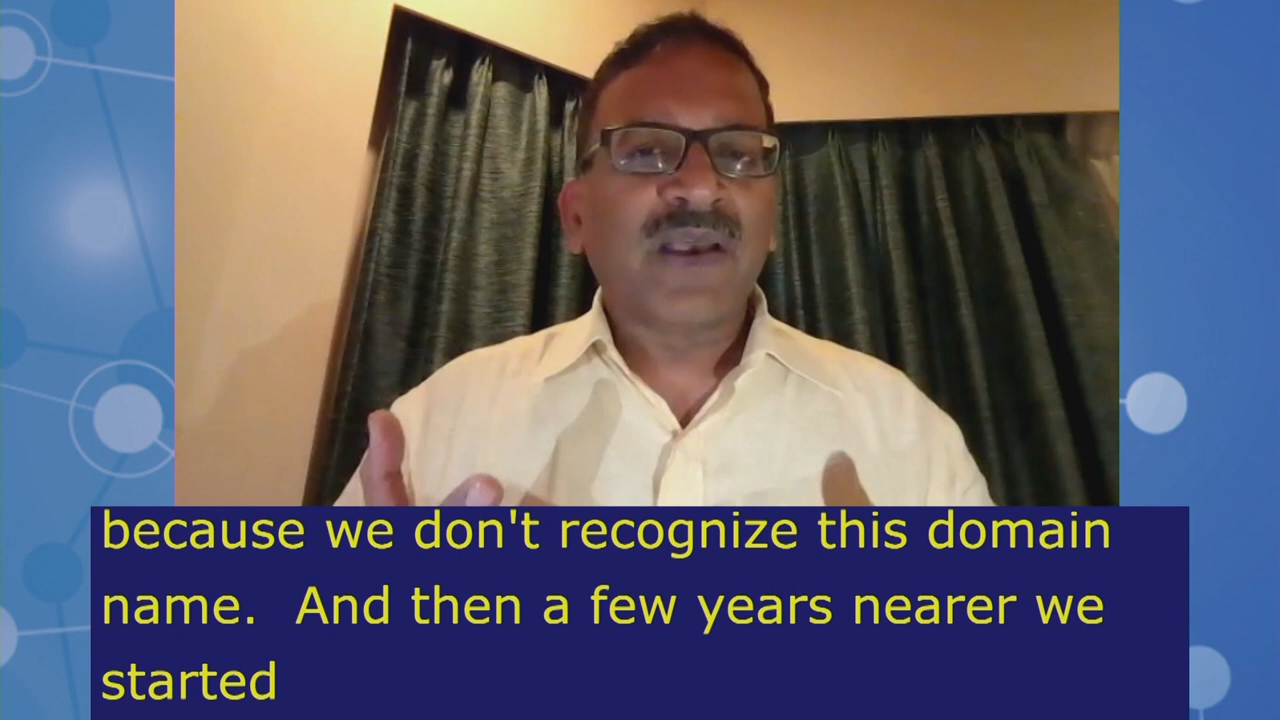 because we don't recognize this domain
name.  And then a few years nearer we
started